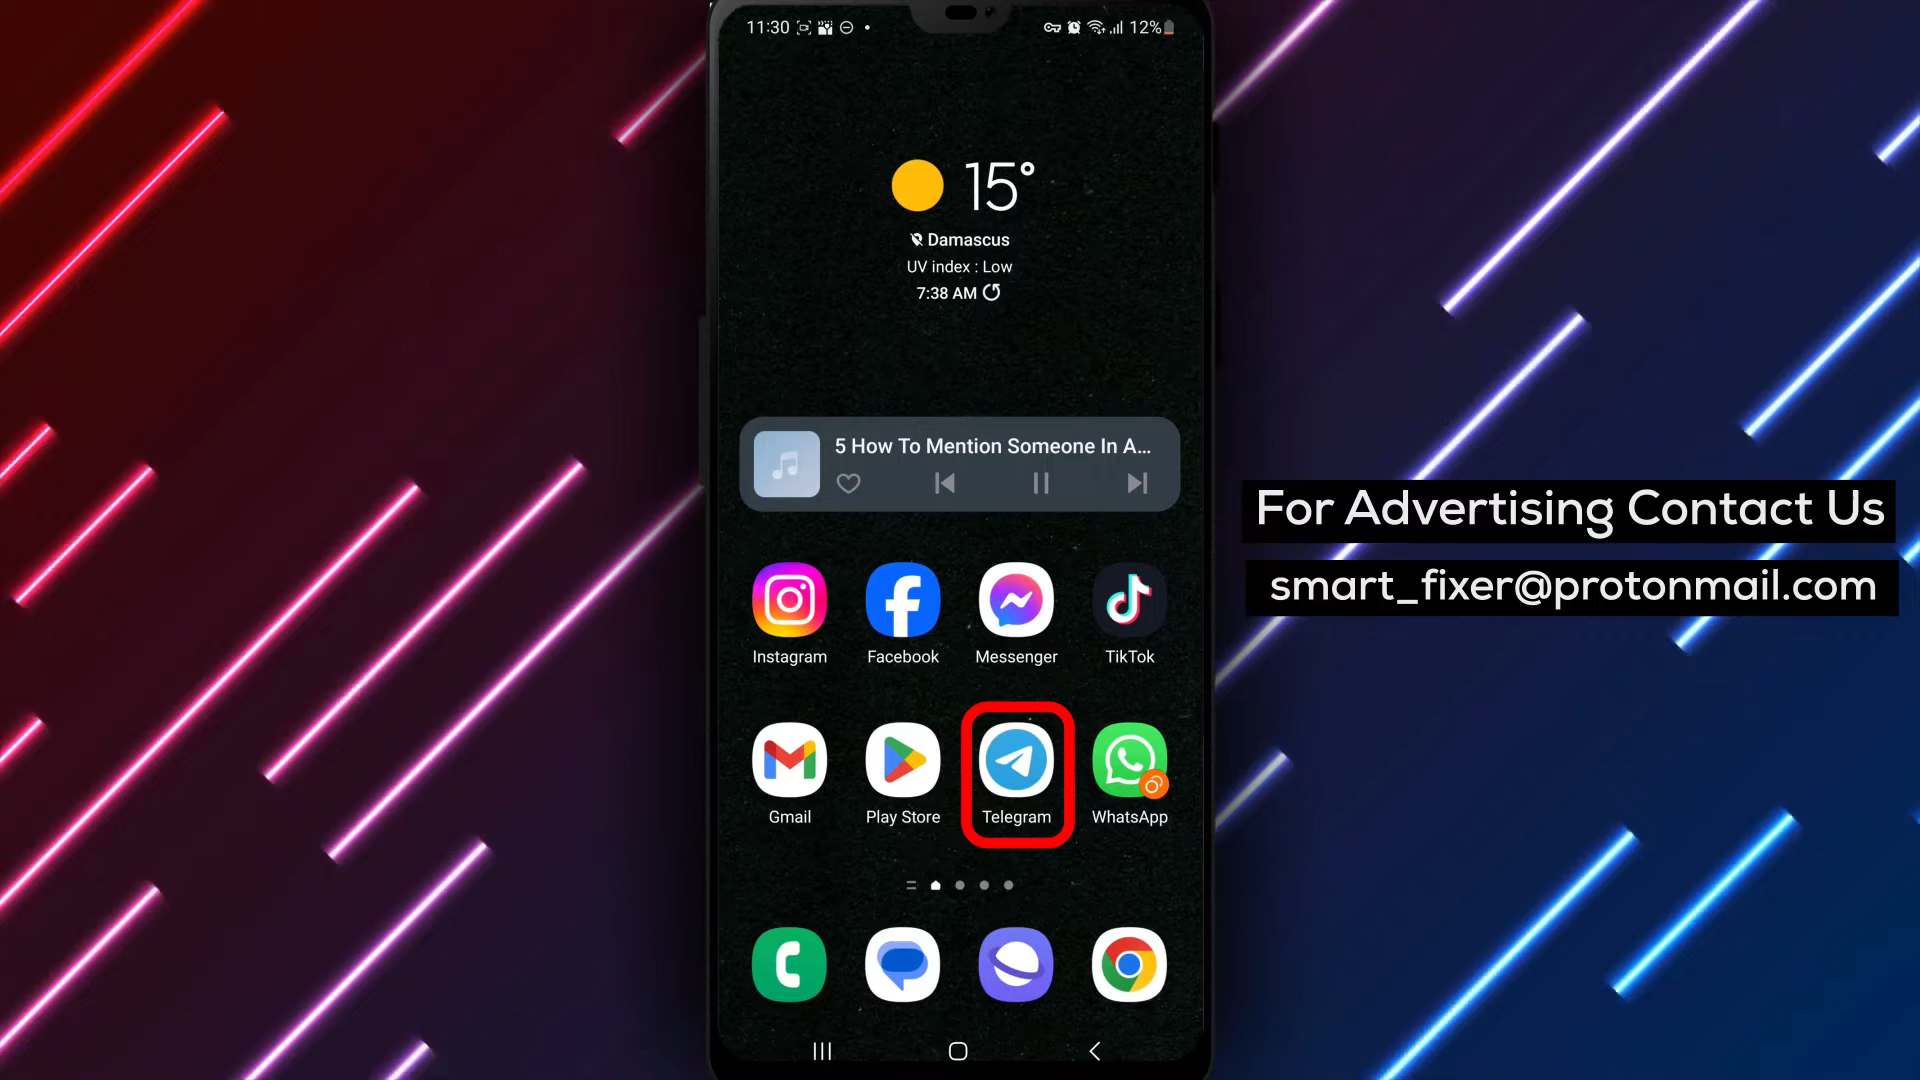 11:30
12%
15°
Damascus
UV index : Low
7:38 AM
5 How To Mention Someone In A...
Instagram
Facebook
Messenger
TikTok
Gmail
Play Store
Telegram
WhatsApp
For Advertising Contact Us
smart_fixer@protonmail.com